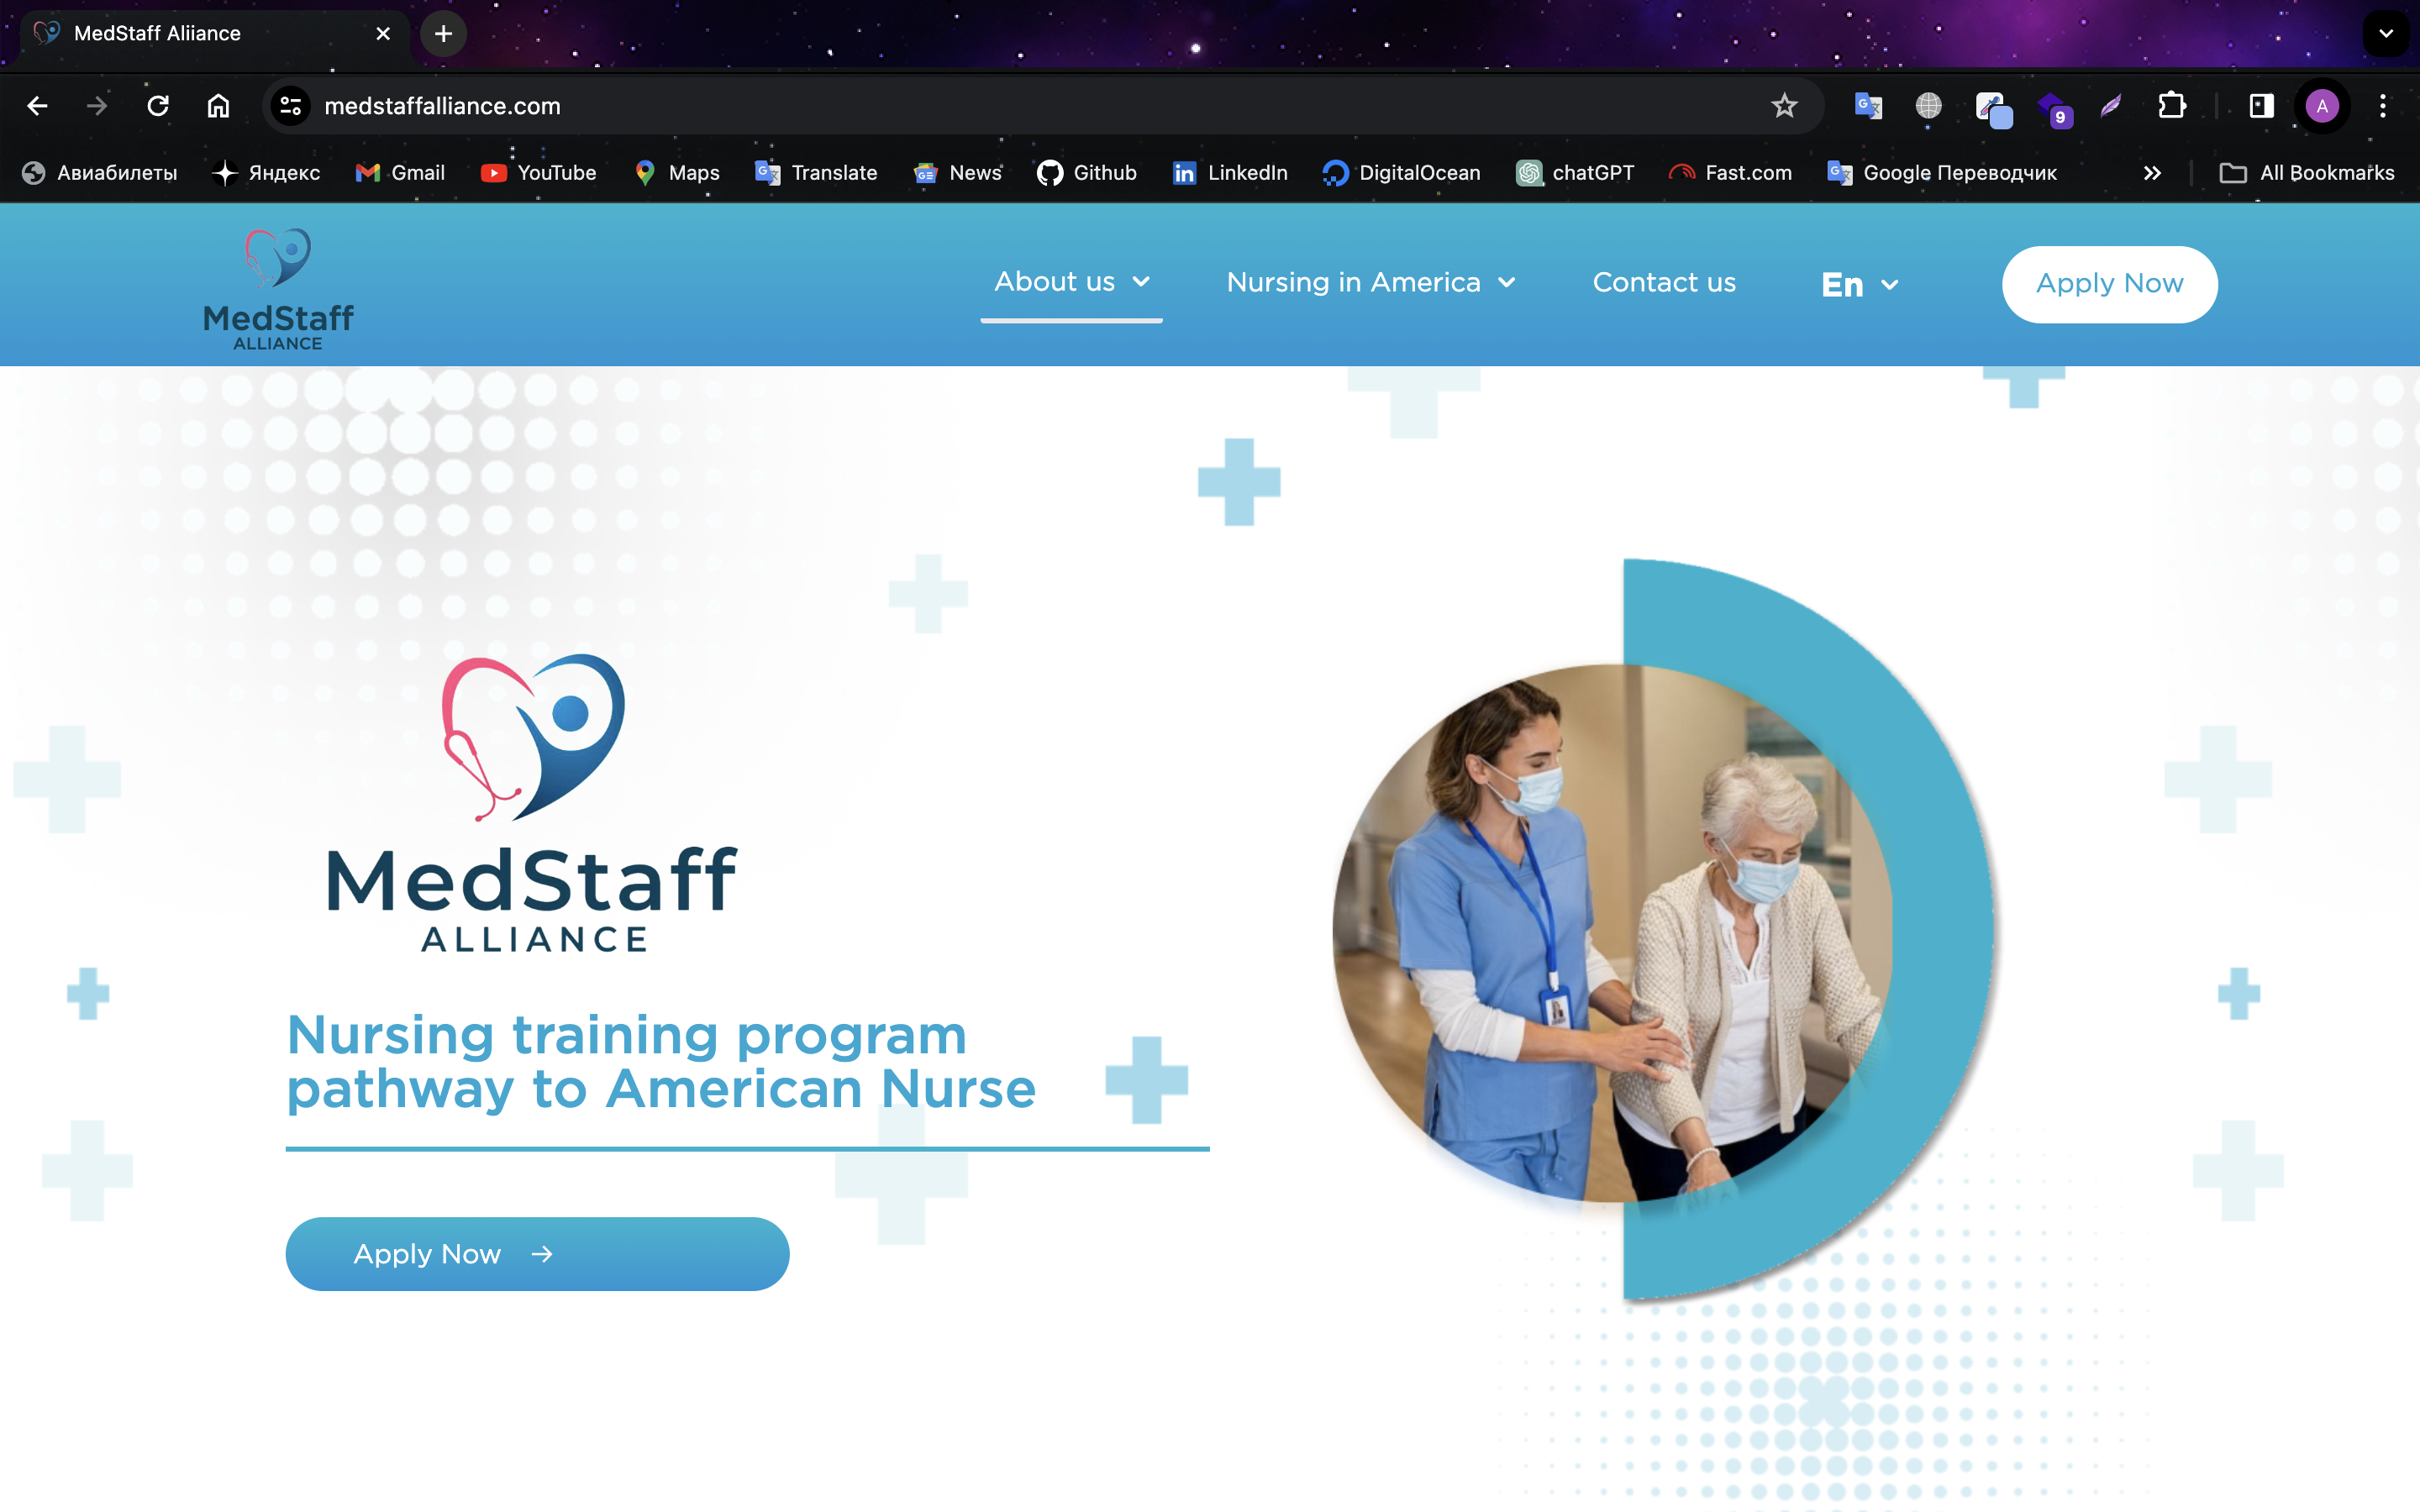 MedStaff Alliance
medstaffalliance.com
A
9
Авиабилеты Яндекс Gmail YouTube Maps Translate News Github LinkedIn DigitalOcean chatGPT Fast.com Google Переводчик All Bookmarks
MedStaff
ALLIANCE
About us Nursing in America Contact us En Apply Now
MedStaff
ALLIANCE
Nursing training program
pathway to American Nurse
Apply Now →